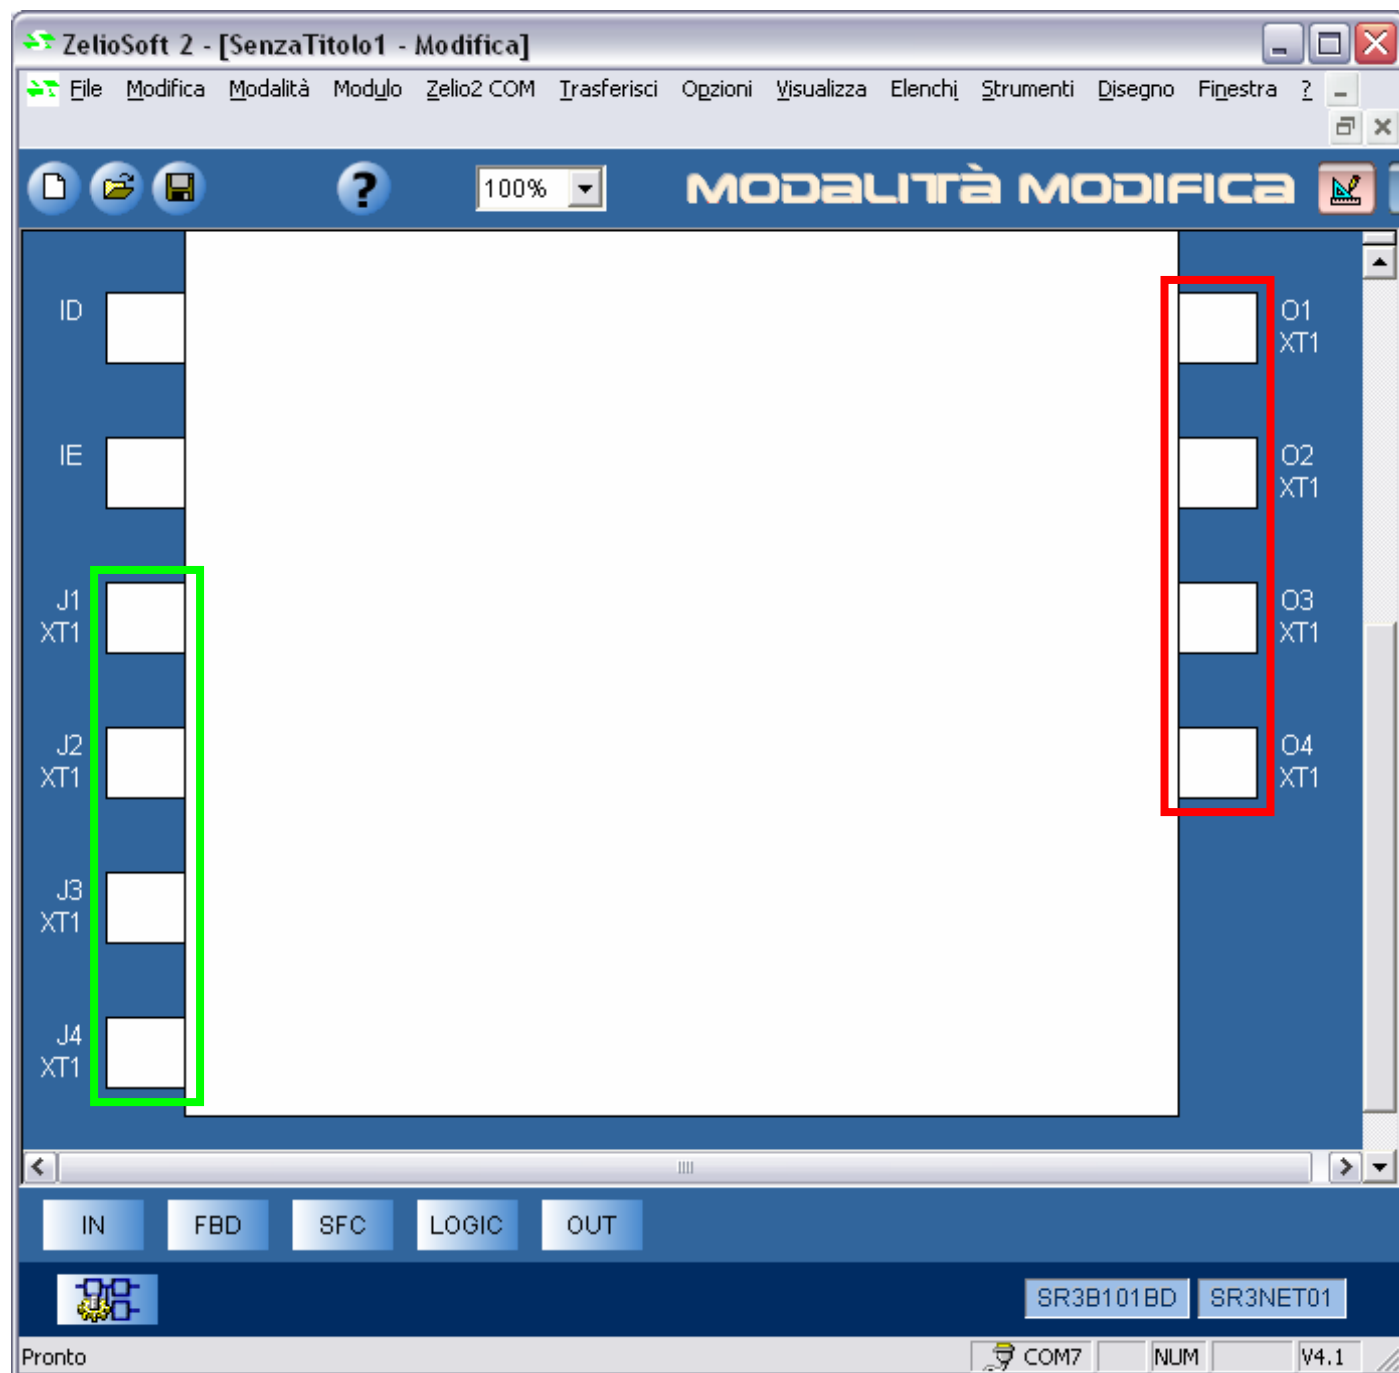 ZelioSoft 2 - [SenzaTitolo1 - Modifica]
File Modifica Modalità Modulo Zelio2 COM Trasferisci Opzioni Visualizza Elenchi Strumenti Disegno Finestra ?
? 100% MODALITÀ MODIFICA
ID
O1
XT1
IE
O2
XT1
J1
XT1
O3
XT1
J2
XT1
O4
XT1
J3
XT1
J4
XT1
IN FBD SFC LOGIC OUT
SR3B101BD SR3NET01
Pronto COM7 NUM V4.1